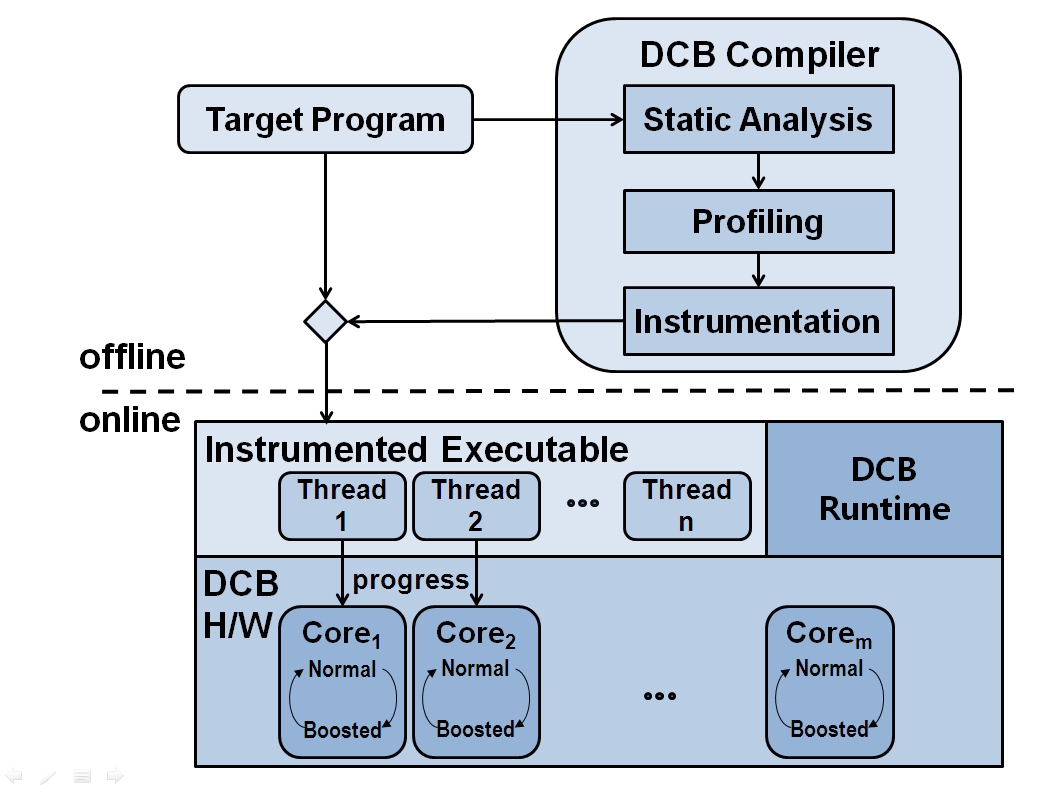 DCB Compiler
Target Program
Static Analysis
Profiling
Instrumentation
offline
online
Instrumented Executable
Thread
1
Thread
2
Thread
n
DCB
Runtime
DCB
H/W
progress
Core1
Normal
Boosted
Core2
Normal
Boosted
Corem
Normal
Boosted